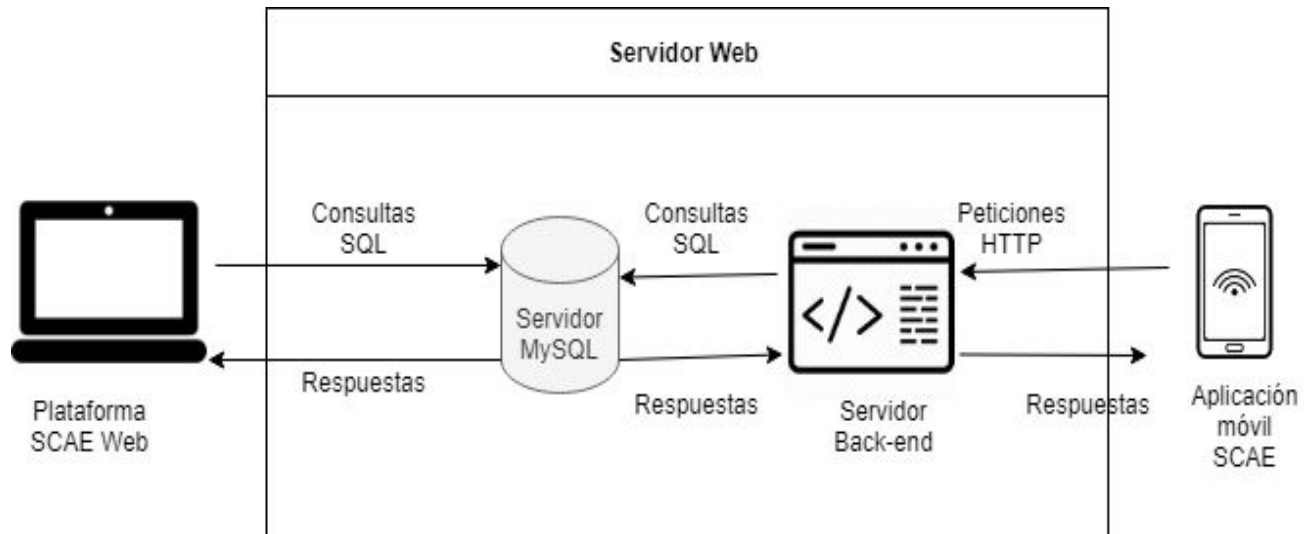 Servidor Web
Consultas
SQL
Consultas
SQL
Peticiones
HTTP
Servidor
MySQL
Respuestas
Respuestas
Respuestas
Plataforma
SCAE Web
Servidor
Back-end
Aplicación
móvil
SCAE